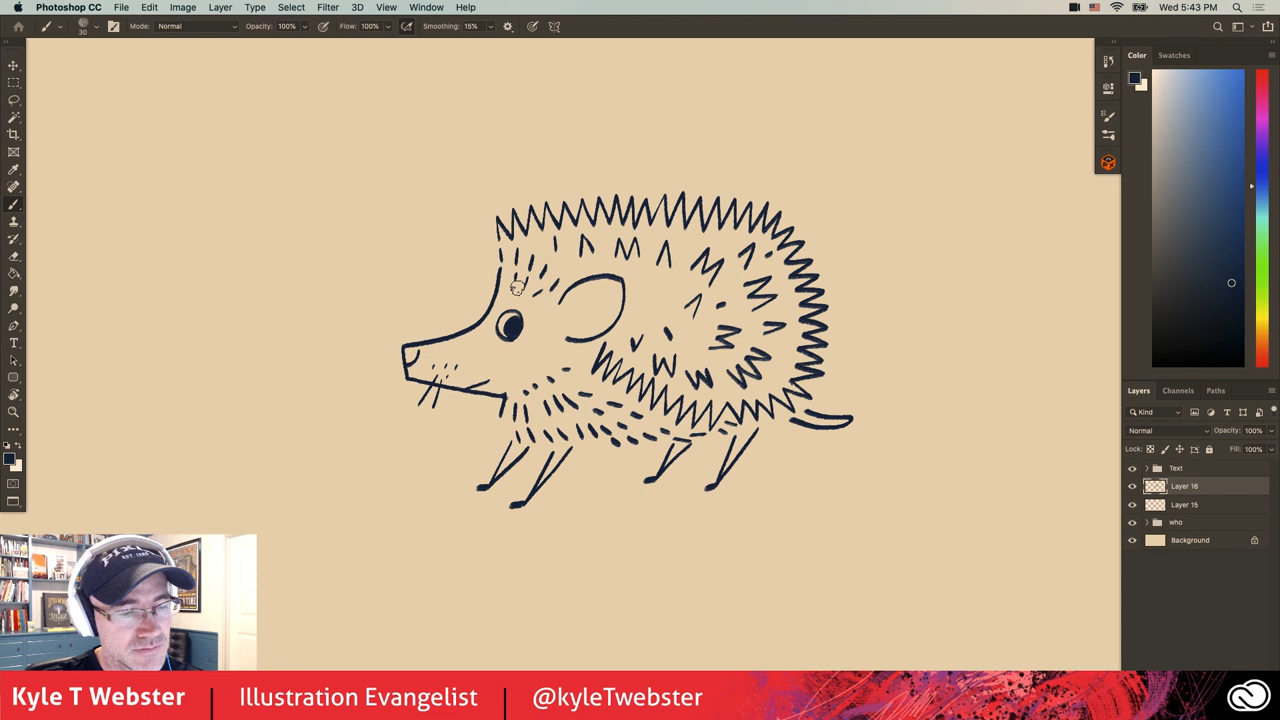 Photoshop CC File Edit Image Layer Type Select Filter 3D View Window Help Wed 5:43 PM
30 Mode: Normal Opacity: 100% Flow: 100% Smoothing: 15%
Color Swatches
Layers Channels Paths
Kind
Normal Opacity: 100%
Lock: Fill: 100%
Text
Layer 16
Layer 15
who
Background
Kyle T Webster | Illustration Evangelist | @kyleTwebster